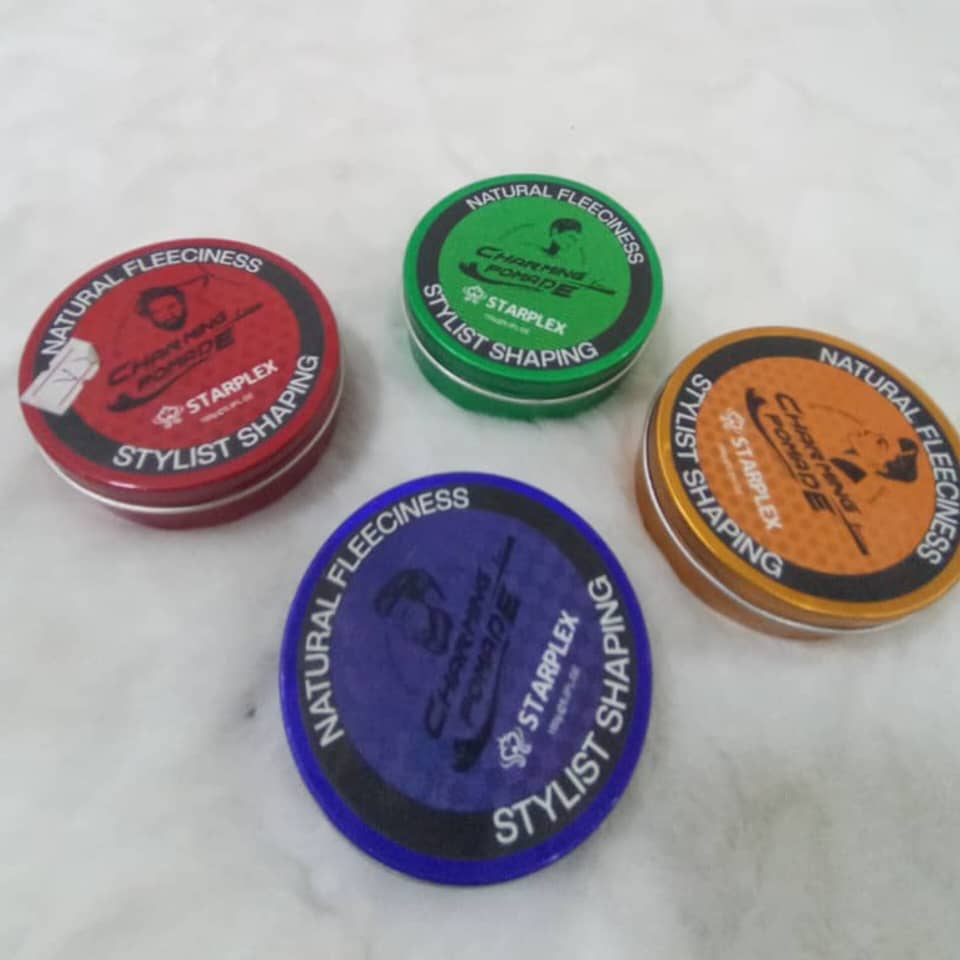 NATURAL FLEECINESS
CHARMING
POMADE
STARPLEX
STYLIST SHAPING
NATURAL FLEECINESS
CHARMING
POMADE
STARPLEX
STYLIST SHAPING
NATURAL FLEECINESS
CHARMING
POMADE
STARPLEX
STYLIST SHAPING
NATURAL FLEECINESS
CHARMING
POMADE
STARPLEX
STYLIST SHAPING